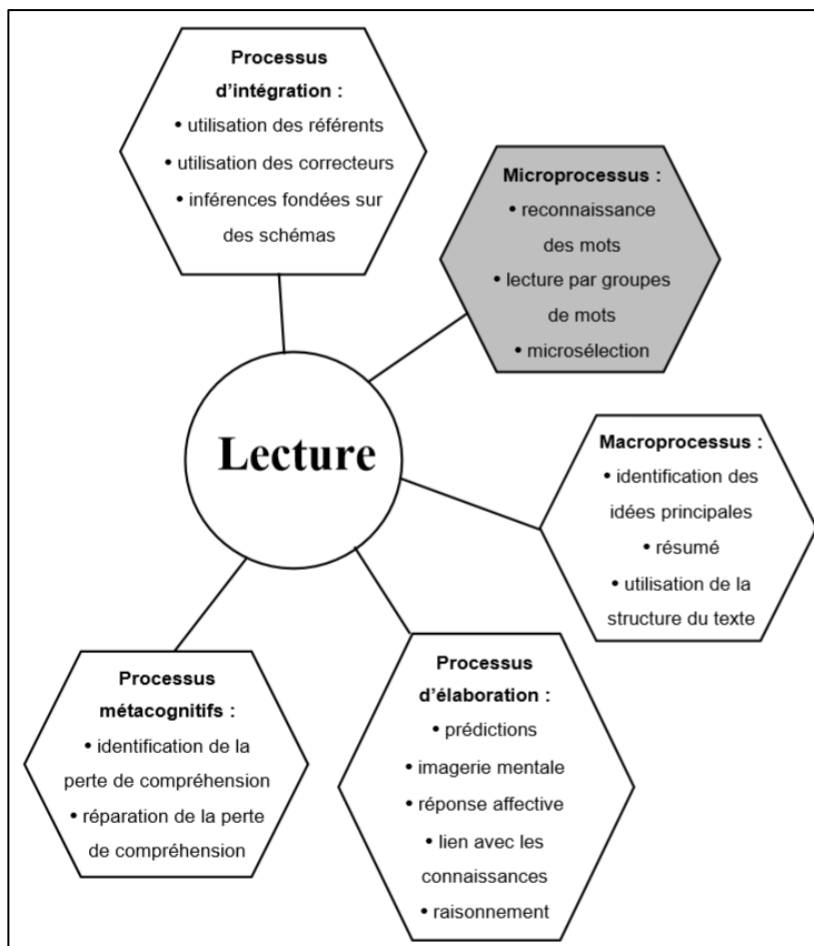 Processus
d’intégration :
• utilisation des référents
• utilisation des correcteurs
• inférences fondées sur
des schémas
Microprocessus :
• reconnaissance
des mots
• lecture par groupes
de mots
• microsélection
Lecture
Macroprocessus :
• identification des
idées principales
• résumé
• utilisation de la
structure du texte
Processus
métacognitifs :
• identification de la
perte de compréhension
• réparation de la perte
de compréhension
Processus
d’élaboration :
• prédictions
• imagerie mentale
• réponse affective
• lien avec les
connaissances
• raisonnement